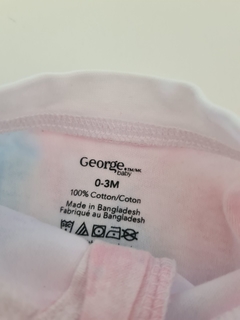 George
baby
0-3M
100% Cotton/Coton
Made in Bangladesh
Fabriqué au Bangladesh